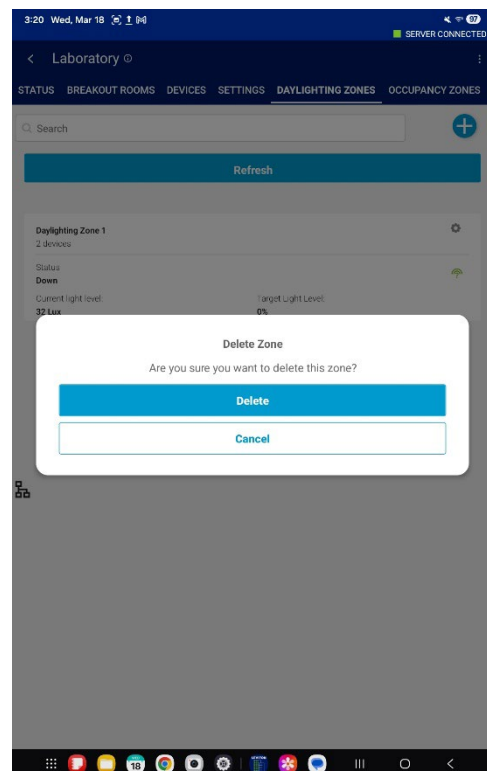 3:20 Wed, Mar 18
97
SERVER CONNECTED
Laboratory
STATUS BREAKOUT ROOMS DEVICES SETTINGS DAYLIGHTING ZONES OCCUPANCY ZONES
Search
Refresh
Daylighting Zone 1
2 devices
Status
Down
Current light level: Target Light Level:
32 Lux 0%
Delete Zone
Are you sure you want to delete this zone?
Delete
Cancel
18